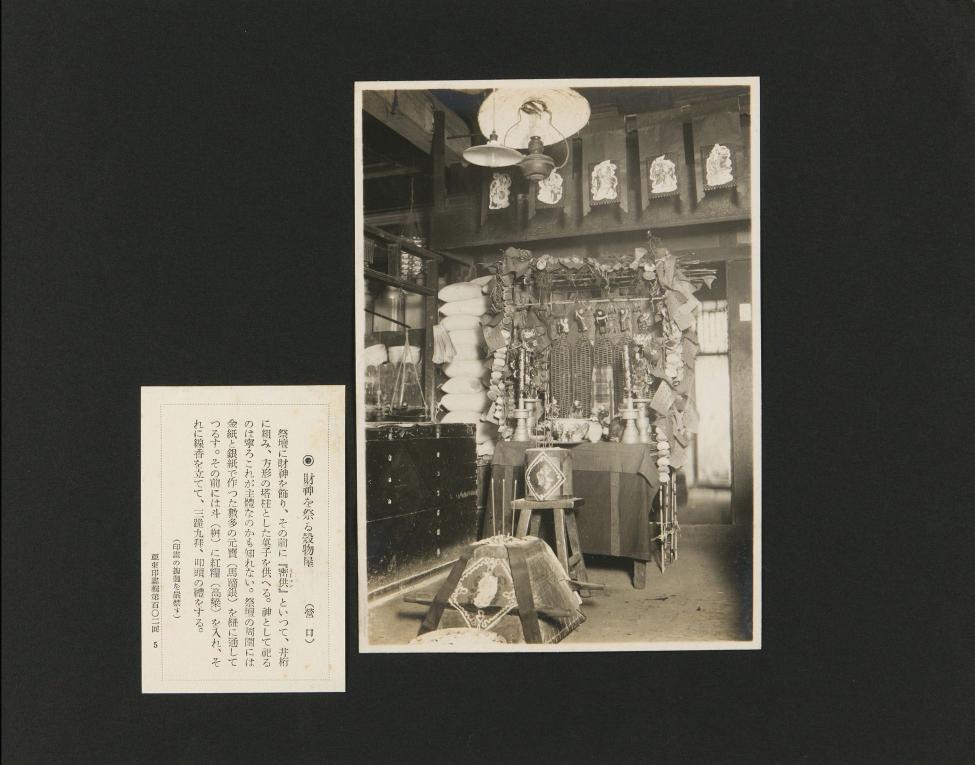 ◉ 財神を祭る穀物屋 （營口）
祭壇に財神を飾り、その前に『密供』といつて、井桁
に組み、方形の塔柱とした菓子を供へる。神として祀る
のは寧ろこれが主體なのかも知れない。祭壇の周圍には
金紙と銀紙で作つた數多の元寶（馬蹄銀）を紐に通して
つるす。その前には斗（桝）に紅糧（高粱）を入れ、そ
れに線香を立てて、三跪九拜、叩頭の禮をする。
（印畫の複製を嚴禁す）
亞東印畫輯第百〇二回 5